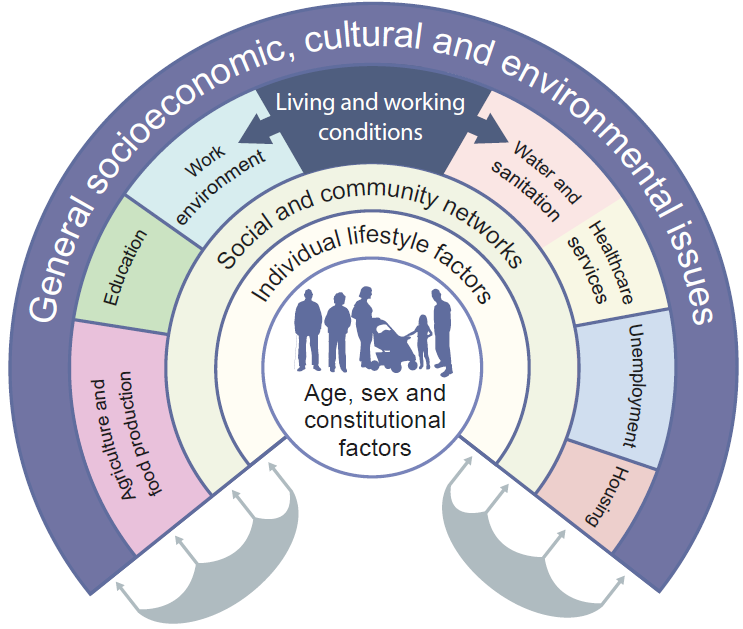 General socioeconomic, cultural and environmental issues
Living and working
conditions
Work
environment
Water and
sanitation
Education
Healthcare
services
Agriculture and
food production
Unemployment
Housing
Social and community networks
Individual lifestyle factors
Age, sex and
constitutional
factors